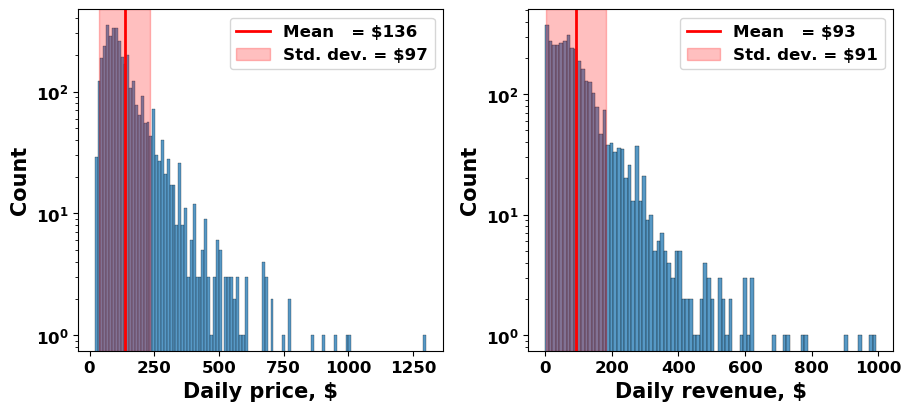 Mean = $136
Std. dev. = $97
10²
10¹
10⁰
Count
0 250 500 750 1000 1250
Daily price, $
Mean = $93
Std. dev. = $91
10²
10¹
10⁰
Count
0 200 400 600 800 1000
Daily revenue, $